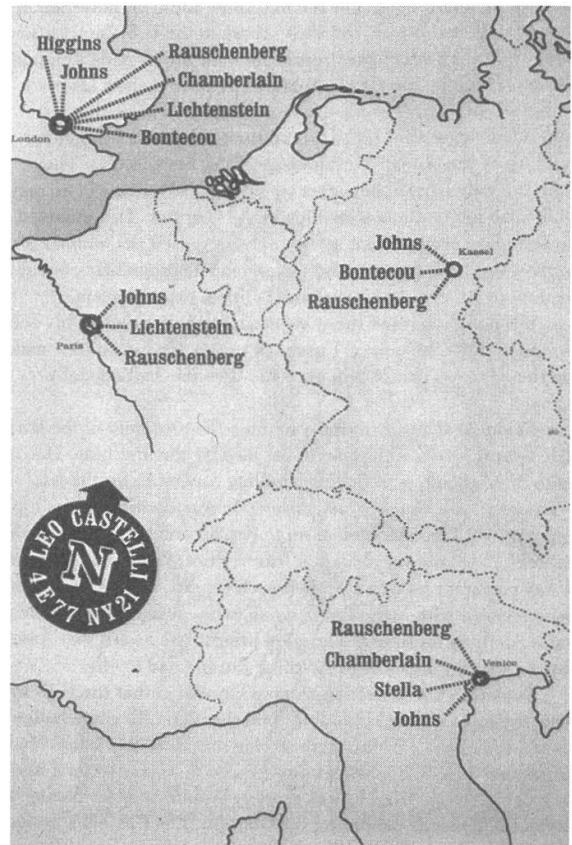 Higgins
Johns
Rauschenberg
Chamberlain
Lichtenstein
Bontecou
London
Johns
Bontecou
Rauschenberg
Kassel
Johns
Lichtenstein
Rauschenberg
Paris
LEO CASTELLI
N
4 E 77 NY 21
Rauschenberg
Chamberlain
Stella
Johns
Venice